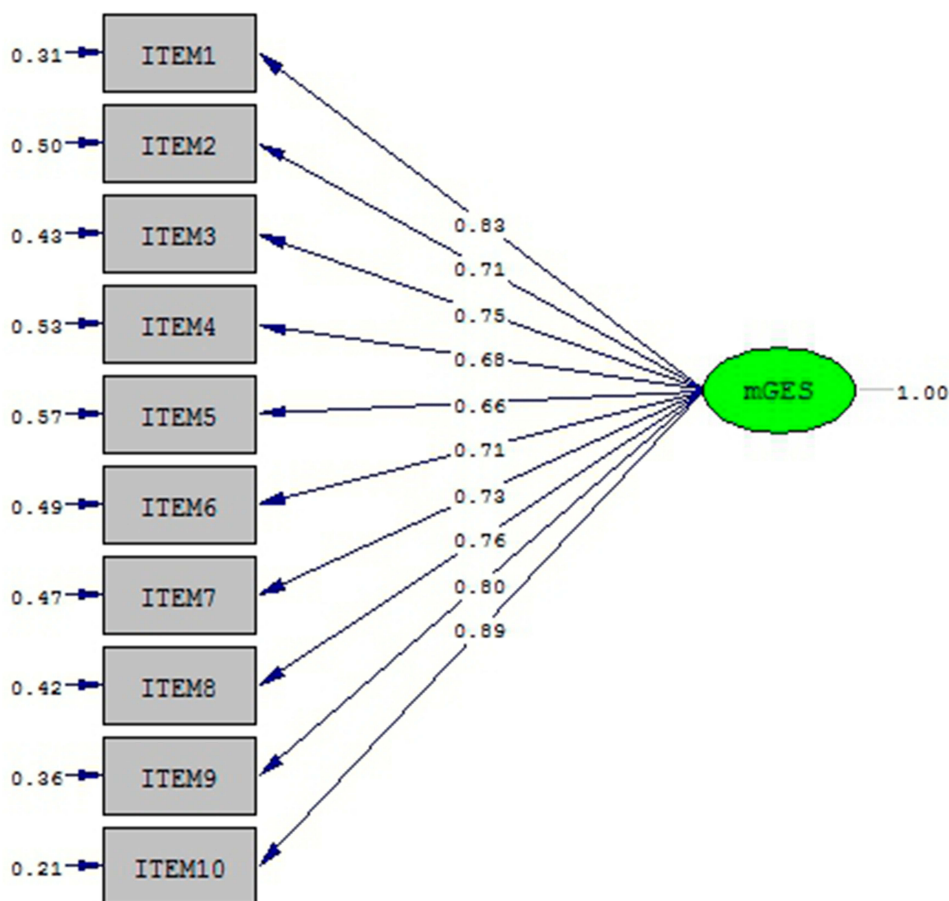 0.31 ITEM1
0.50 ITEM2
0.43 ITEM3
0.53 ITEM4
0.57 ITEM5
0.49 ITEM6
0.47 ITEM7
0.42 ITEM8
0.36 ITEM9
0.21 ITEM10
0.83
0.71
0.75
0.68
0.66
0.71
0.73
0.76
0.80
0.89
mGES 1.00